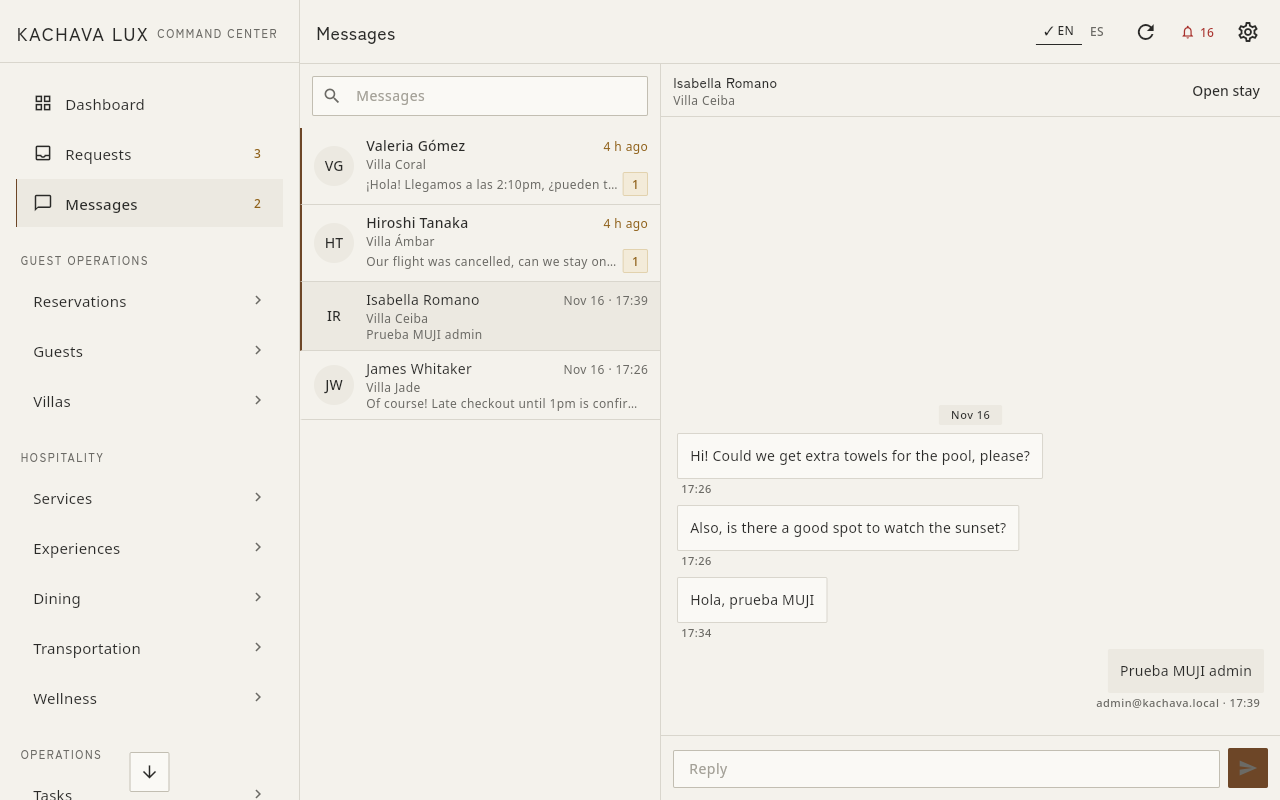 KACHAVA LUX COMMAND CENTER
Dashboard
Requests 3
Messages 2
GUEST OPERATIONS
Reservations
Guests
Villas
HOSPITALITY
Services
Experiences
Dining
Transportation
Wellness
OPERATIONS
Tasks
Messages
✓ EN ES
16
Messages
VG
Valeria Gómez 4 h ago
Villa Coral
¡Hola! Llegamos a las 2:10pm, ¿pueden t... 1
HT
Hiroshi Tanaka 4 h ago
Villa Ámbar
Our flight was cancelled, can we stay on... 1
IR
Isabella Romano Nov 16 · 17:39
Villa Ceiba
Prueba MUJI admin
JW
James Whitaker Nov 16 · 17:26
Villa Jade
Of course! Late checkout until 1pm is confir...
Isabella Romano
Villa Ceiba
Open stay
Nov 16
Hi! Could we get extra towels for the pool, please?
17:26
Also, is there a good spot to watch the sunset?
17:26
Hola, prueba MUJI
17:34
Prueba MUJI admin
admin@kachava.local · 17:39
Reply